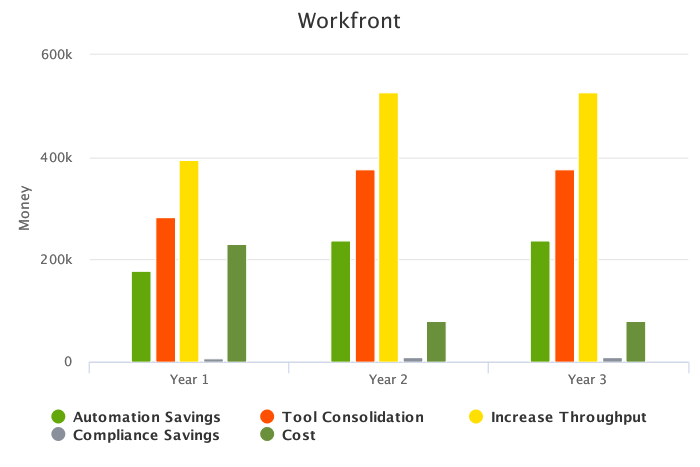 Workfront
600k
400k
200k
0
Money
Year 1 Year 2 Year 3
Automation Savings Tool Consolidation Increase Throughput
Compliance Savings Cost